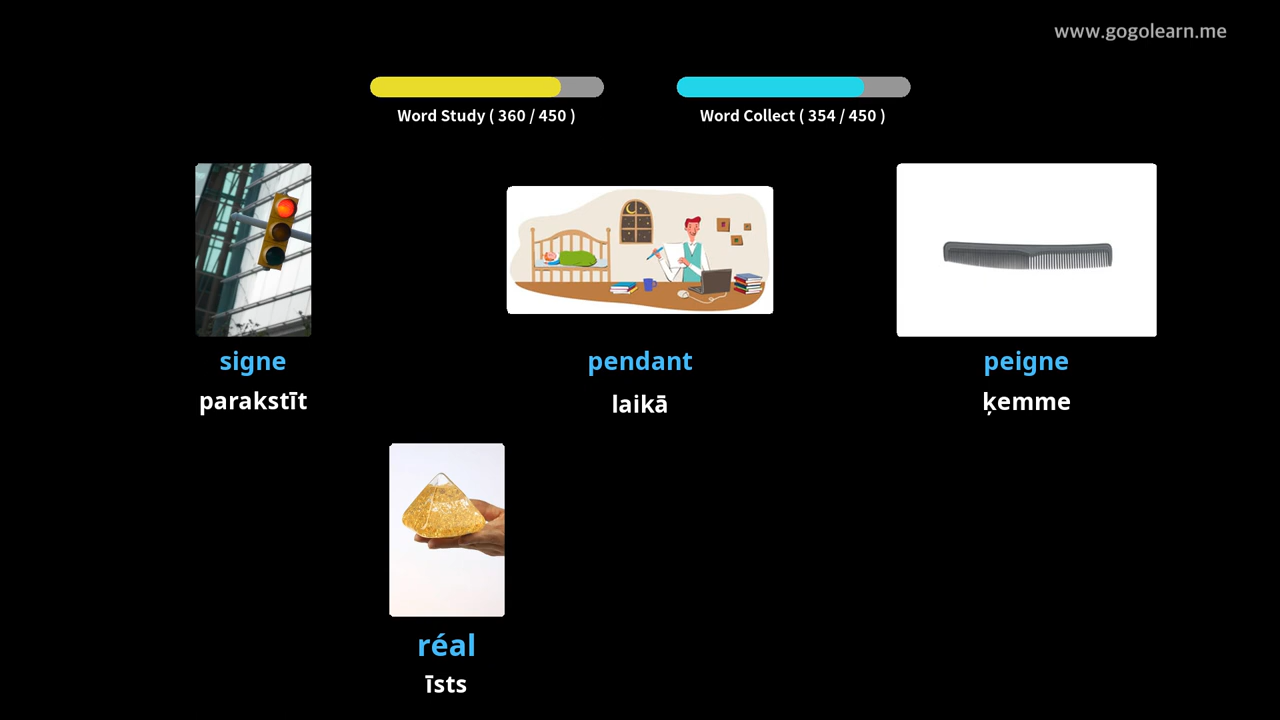 www.gogolearn.me
Word Study ( 360 / 450 )
Word Collect ( 354 / 450 )
signe
parakstīt
pendant
laikā
peigne
ķemme
réal
īsts